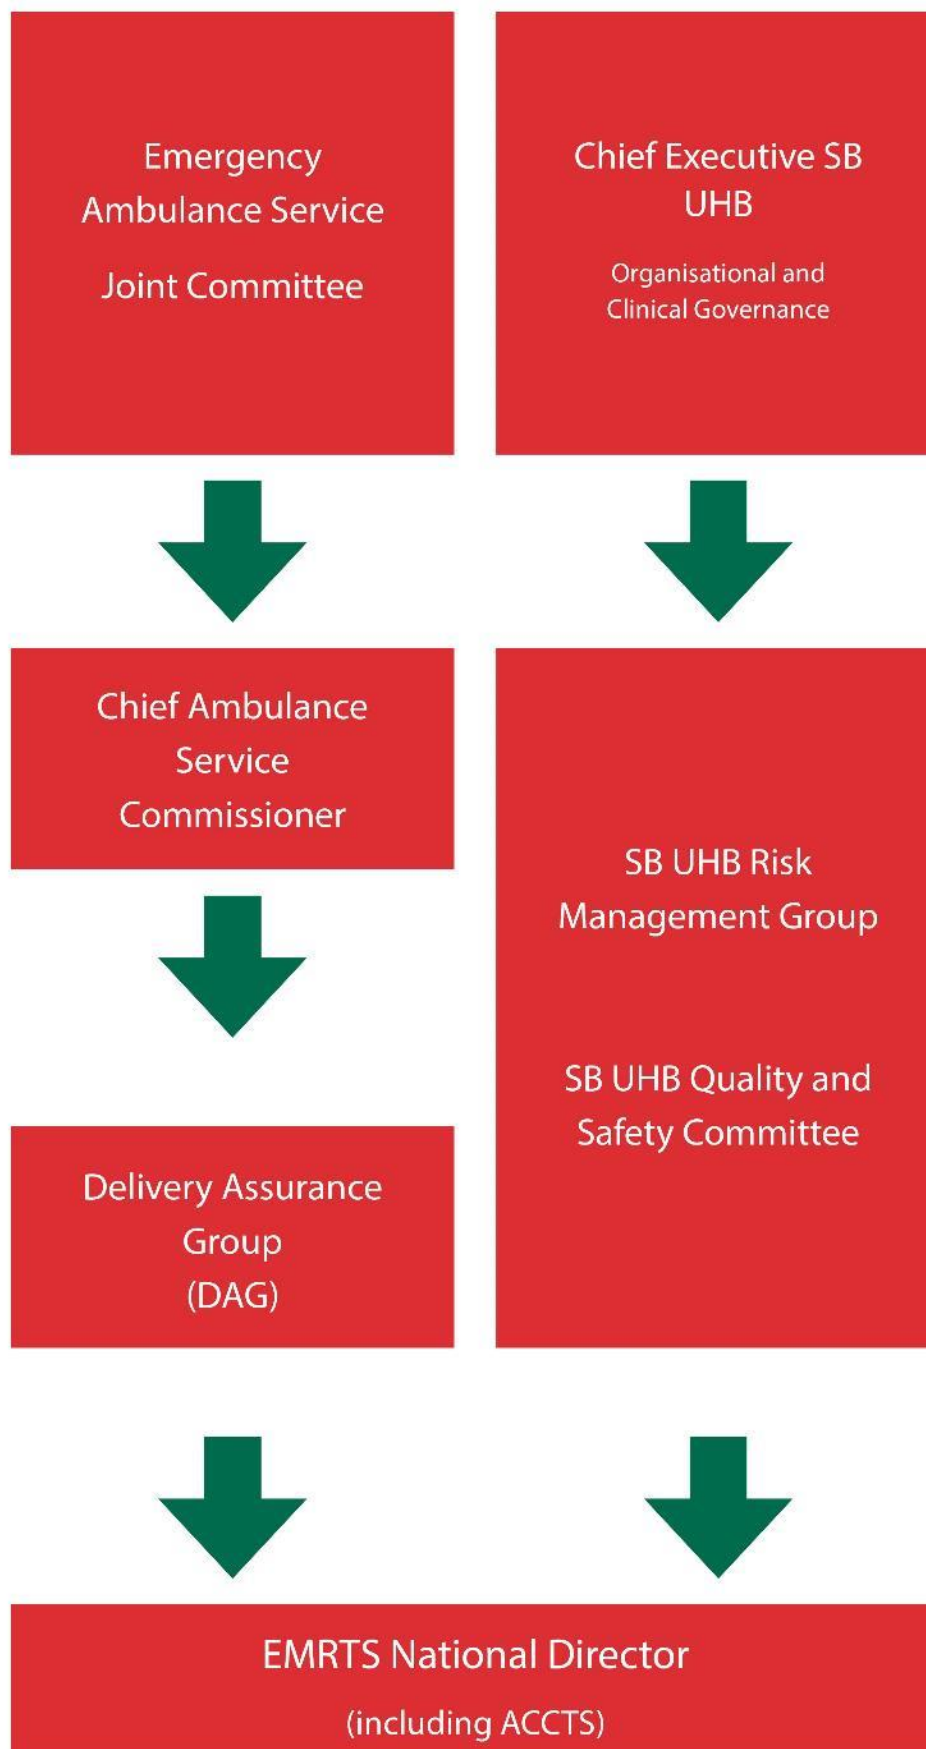 Emergency
Ambulance Service
Joint Committee
Chief Executive SB
UHB
Organisational and
Clinical Governance
Chief Ambulance
Service
Commissioner
SB UHB Risk
Management Group
SB UHB Quality and
Safety Committee
Delivery Assurance
Group
(DAG)
EMRTS National Director
(including ACCTS)